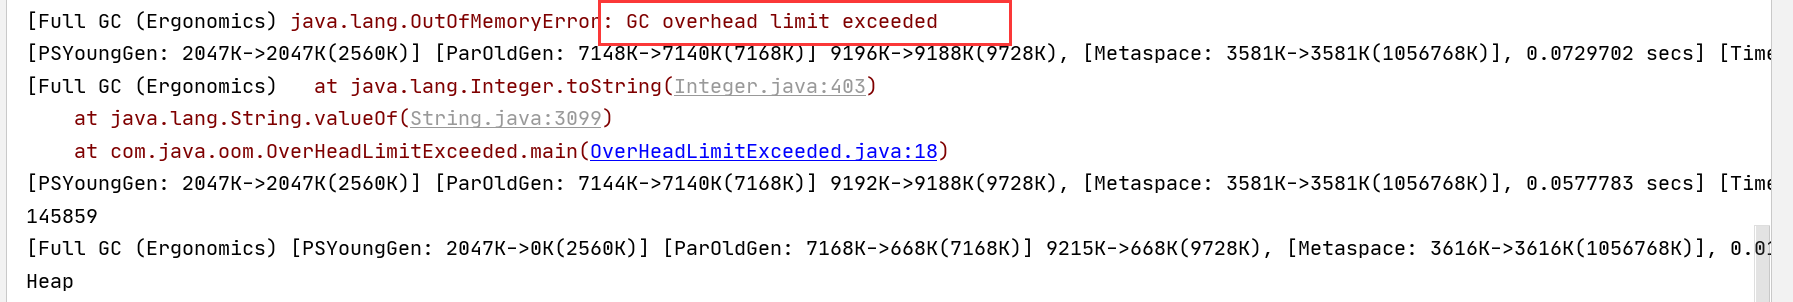 [Full GC (Ergonomics) java.lang.OutOfMemoryError: GC overhead limit exceeded
[PSYoungGen: 2047K->2047K(2560K)] [ParOldGen: 7148K->7140K(7168K)] 9196K->9188K(9728K), [Metaspace: 3581K->3581K(1056768K)], 0.0729702 secs] [Time
[Full GC (Ergonomics)   at java.lang.Integer.toString(Integer.java:403)
    at java.lang.String.valueOf(String.java:3099)
    at com.java.oom.OverHeadLimitExceeded.main(OverHeadLimitExceeded.java:18)
[PSYoungGen: 2047K->2047K(2560K)] [ParOldGen: 7144K->7140K(7168K)] 9192K->9188K(9728K), [Metaspace: 3581K->3581K(1056768K)], 0.0577783 secs] [Time
145859
[Full GC (Ergonomics) [PSYoungGen: 2047K->0K(2560K)] [ParOldGen: 7168K->668K(7168K)] 9215K->668K(9728K), [Metaspace: 3616K->3616K(1056768K)], 0.01
Heap